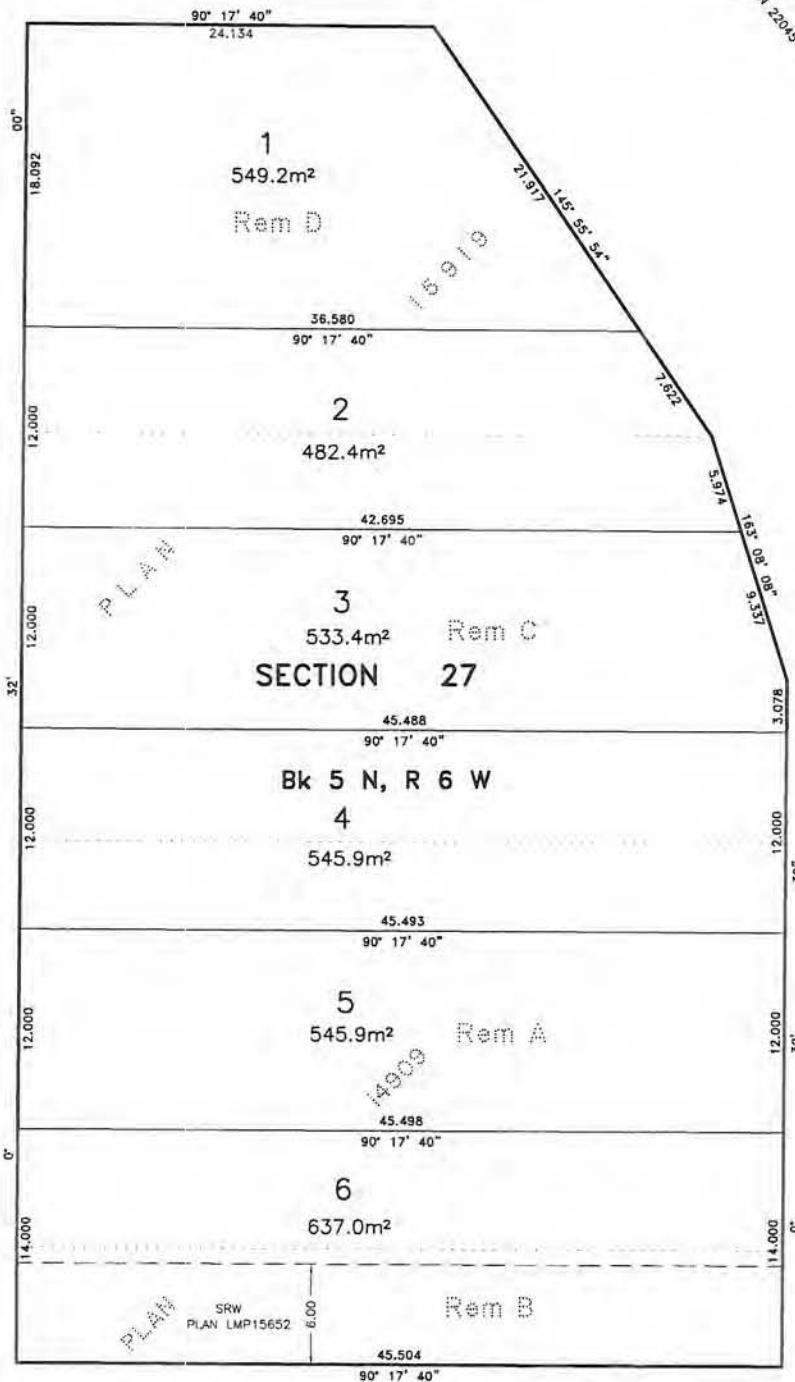 90° 17' 40"
24.134
N 22045
00"
18.092
1
549.2m²
Rem D
21.917
145° 55' 54"
15919
36.580
90° 17' 40"
7.622
2
12.000
482.4m²
5.974
42.695
90° 17' 40"
163° 08' 08"
PLAN
3
12.000
533.4m²
Rem C
9.337
SECTION 27
32'
3.078
45.488
90° 17' 40"
Bk 5 N, R 6 W
4
12.000
12.000
545.9m²
45.493
90° 17' 40"
5
12.000
12.000
545.9m²
Rem A
14909
45.498
90° 17' 40"
0°
6
637.0m²
14.000
14.000
PLAN
SRW
PLAN LMP15652
6.00
Rem B
45.504
90° 17' 40"